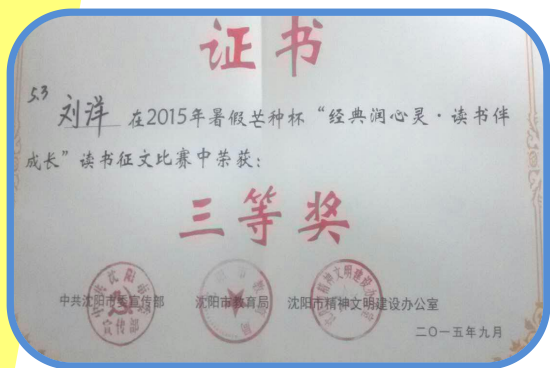 证书
5.3
刘洋 在2015年暑假芒种杯“经典润心灵·读书伴
成长”读书征文比赛中荣获:
三等奖
中共沈阳市委宣传部 沈阳市教育局 沈阳市精神文明建设办公室
二〇一五年九月